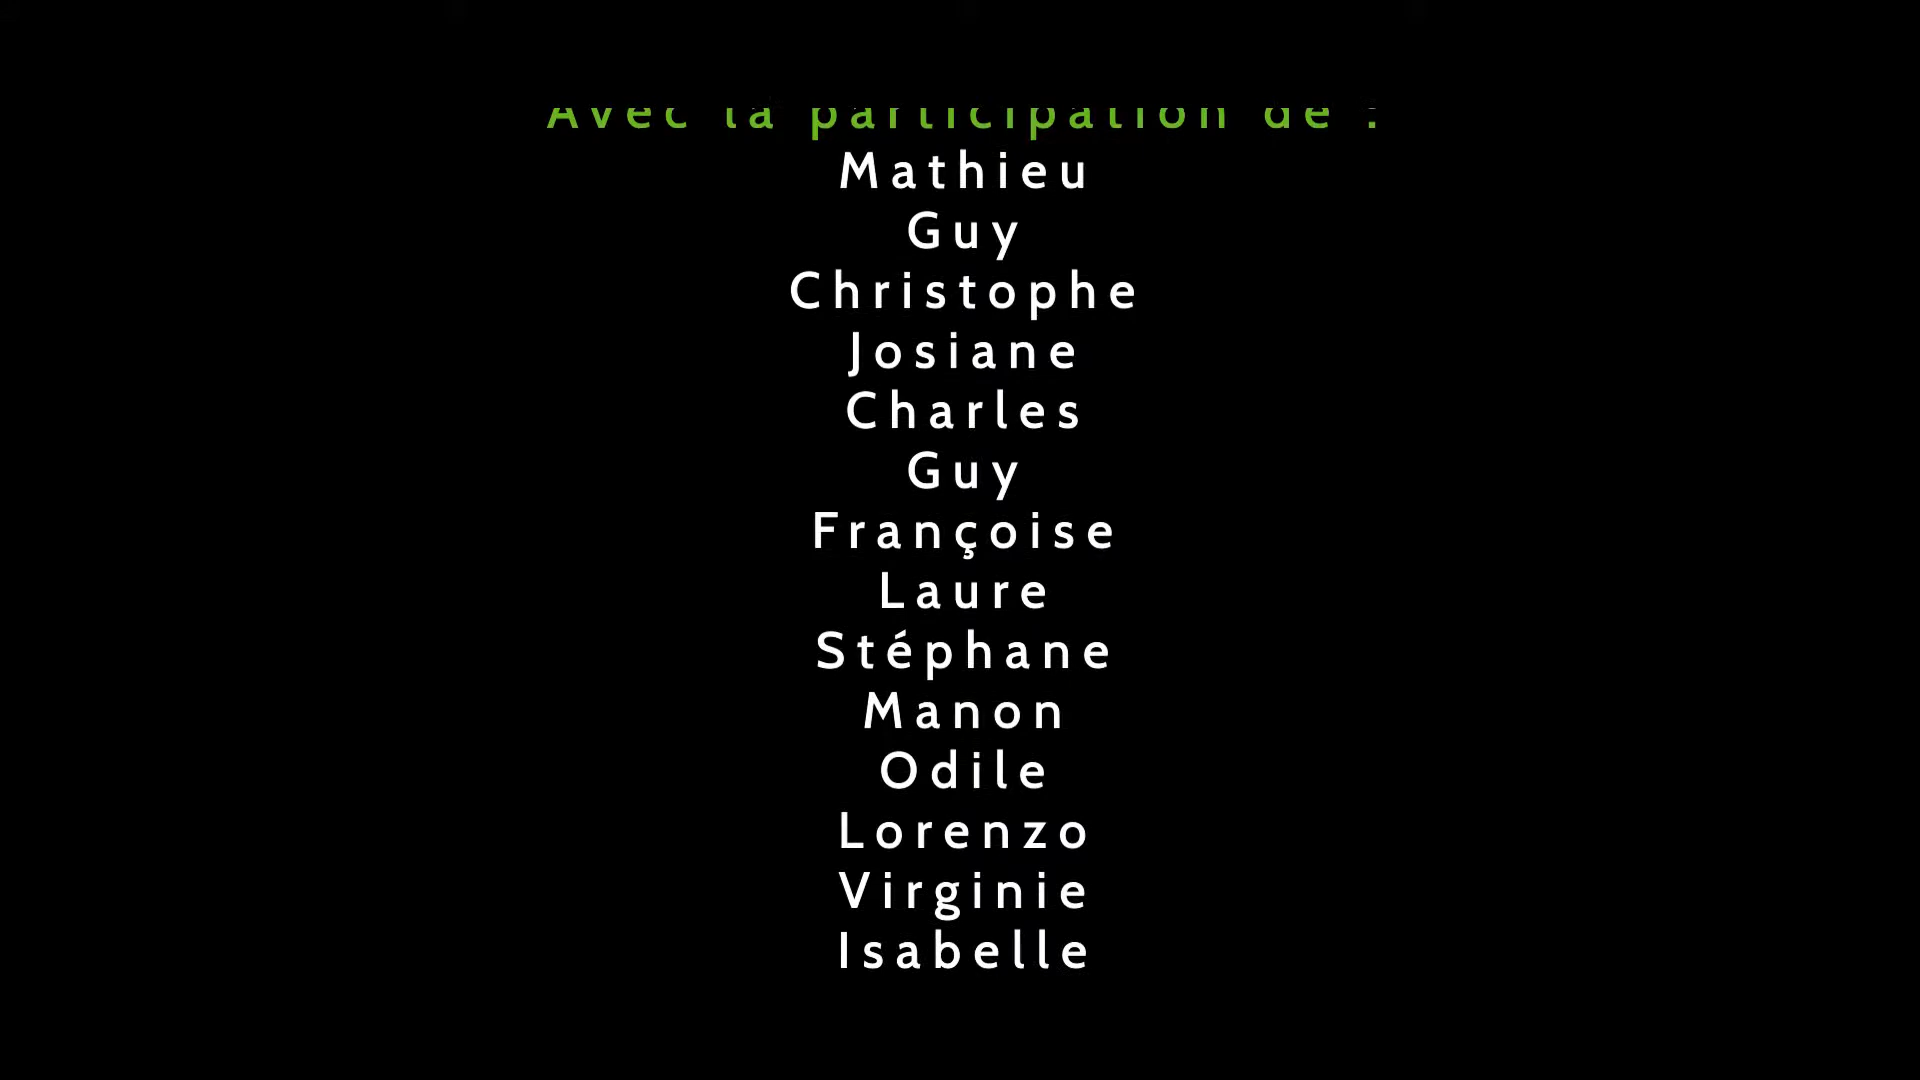 Avec la participation de :
Mathieu
Guy
Christophe
Josiane
Charles
Guy
Françoise
Laure
Stéphane
Manon
Odile
Lorenzo
Virginie
Isabelle